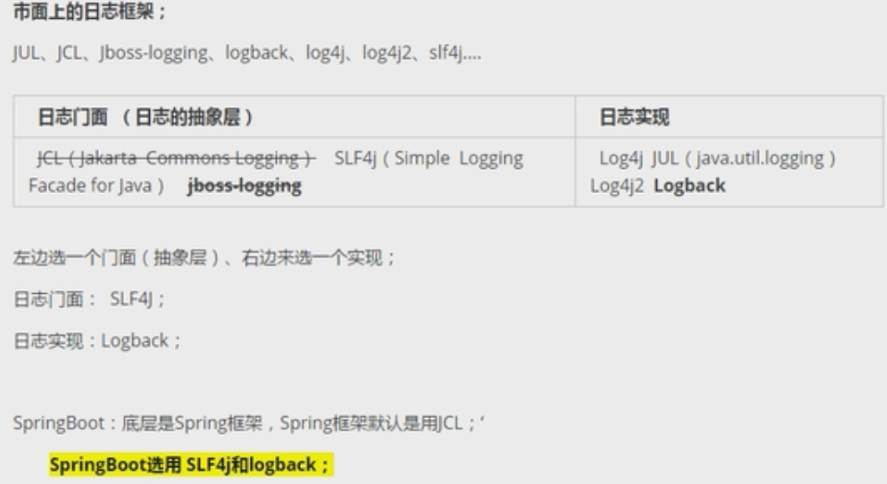 市面上的日志框架；
JUL、JCL、Jboss-logging、logback、log4j、log4j2、slf4j....
日志门面 （日志的抽象层）
日志实现
JCL（Jakarta Commons Logging） SLF4j（Simple Logging
Facade for Java） jboss-logging
Log4j JUL（java.util.logging）
Log4j2 Logback
左边选一个门面（抽象层）、右边来选一个实现；
日志门面： SLF4J；
日志实现：Logback；
SpringBoot：底层是Spring框架，Spring框架默认是用JCL；‘
SpringBoot选用 SLF4j和logback；